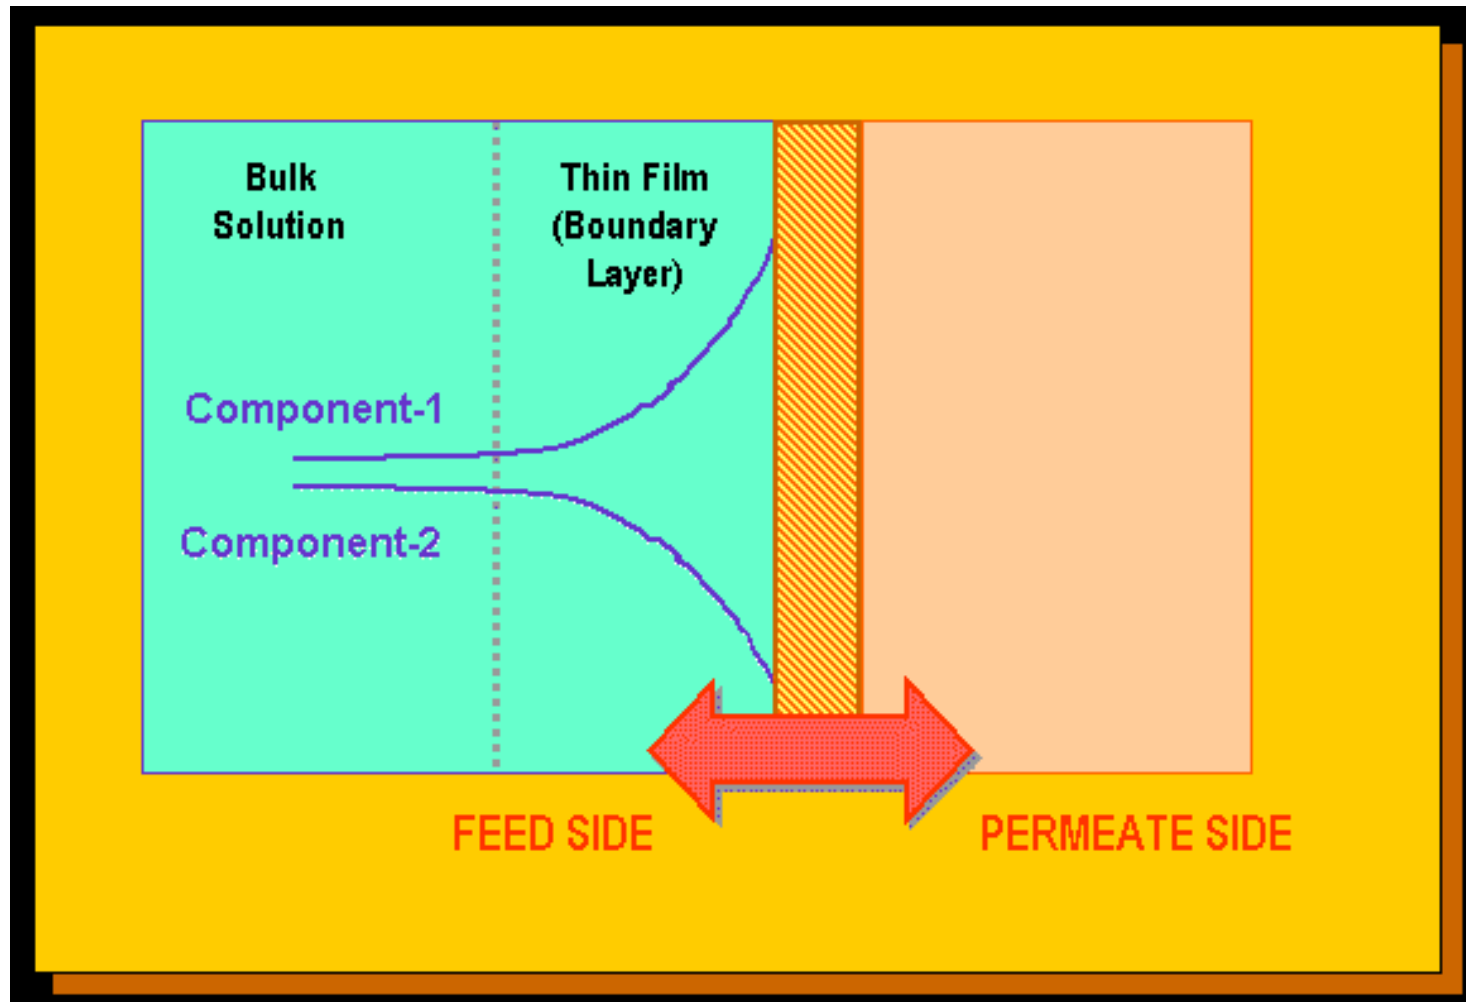 Bulk
Solution
Thin Film
(Boundary
Layer)
Component-1
Component-2
FEED SIDE
PERMEATE SIDE